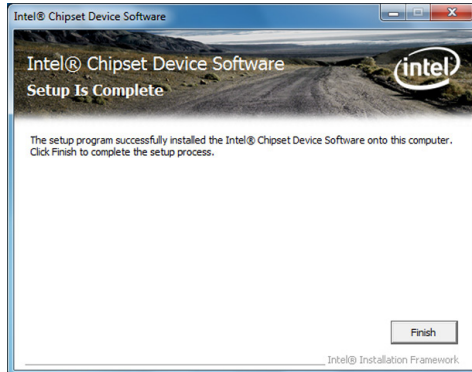 Intel® Chipset Device Software
Intel® Chipset Device Software
intel
Setup Is Complete
The setup program successfully installed the Intel® Chipset Device Software onto this computer.
Click Finish to complete the setup process.
Finish
Intel® Installation Framework